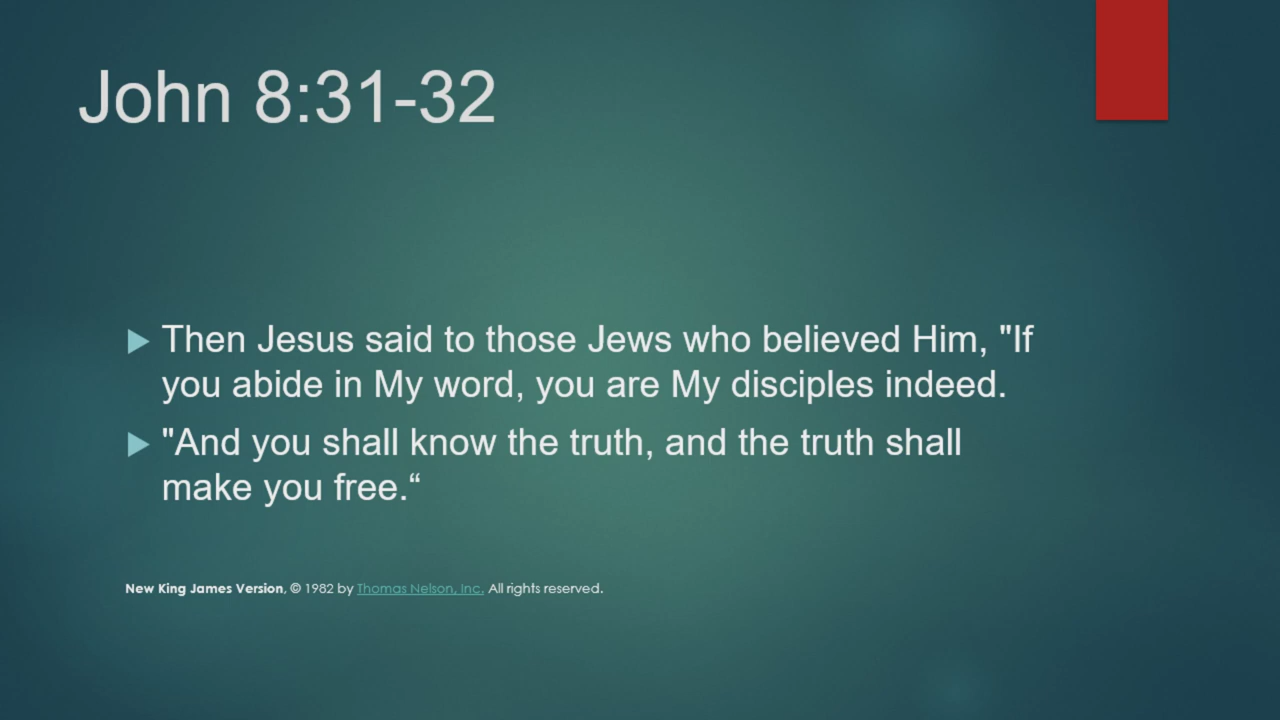 John 8:31-32
Then Jesus said to those Jews who believed Him, "If
you abide in My word, you are My disciples indeed.
"And you shall know the truth, and the truth shall
make you free.“
New King James Version, © 1982 by Thomas Nelson, Inc. All rights reserved.